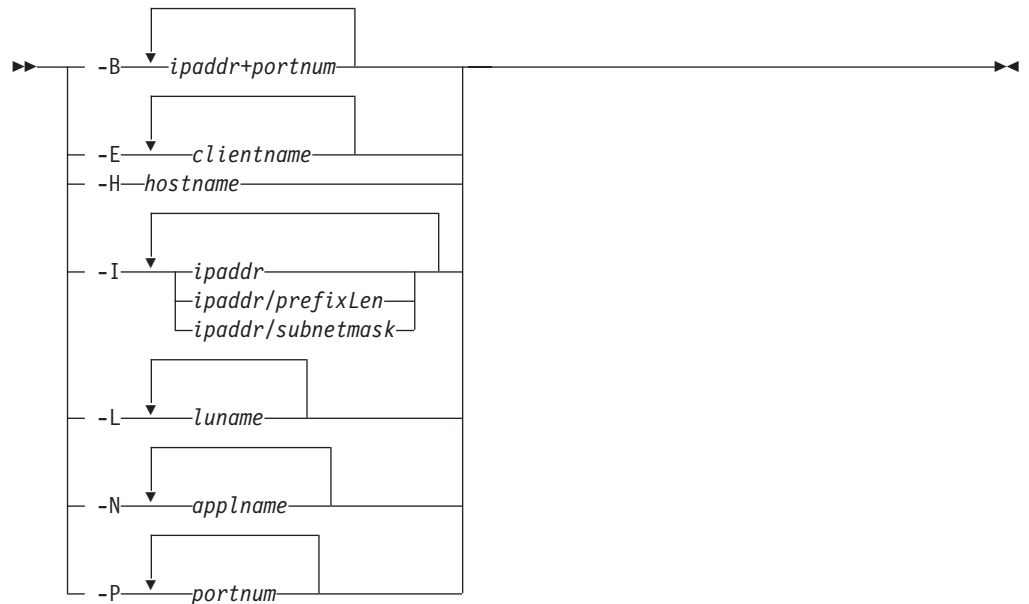 -B ipaddr+portnum
-E clientname
-H hostname
-I ipaddr
ipaddr/prefixLen
ipaddr/subnetmask
-L luname
-N applname
-P portnum